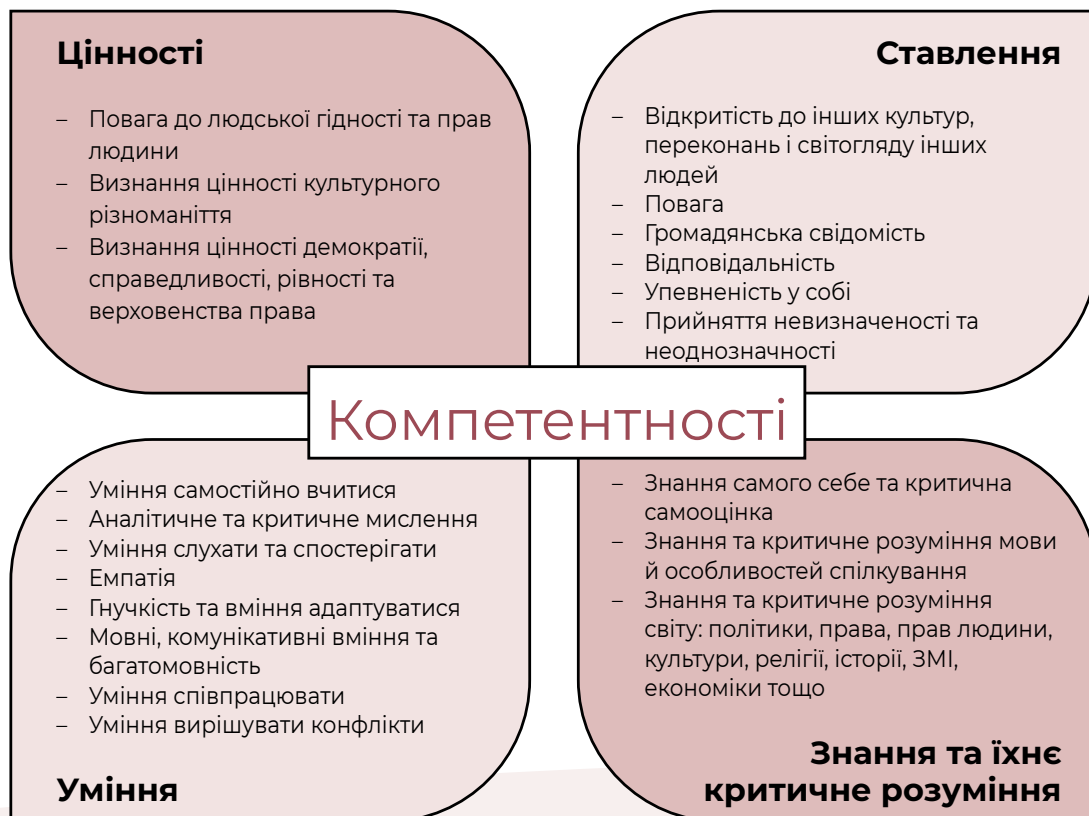 Цінності
– Повага до людської гідності та прав
людини
– Визнання цінності культурного
різноманіття
– Визнання цінності демократії,
справедливості, рівності та
верховенства права
Ставлення
– Відкритість до інших культур,
переконань і світогляду інших
людей
– Повага
– Громадянська свідомість
– Відповідальність
– Упевненість у собі
– Прийняття невизначеності та
неоднозначності
Компетентності
– Уміння самостійно вчитися
– Аналітичне та критичне мислення
– Уміння слухати та спостерігати
– Емпатія
– Гнучкість та вміння адаптуватися
– Мовні, комунікативні вміння та
багатомовність
– Уміння співпрацювати
– Уміння вирішувати конфлікти
Уміння
– Знання самого себе та критична
самооцінка
– Знання та критичне розуміння мови
й особливостей спілкування
– Знання та критичне розуміння
світу: політики, права, прав людини,
культури, релігії, історії, ЗМІ,
економіки тощо
Знання та їхнє
критичне розуміння